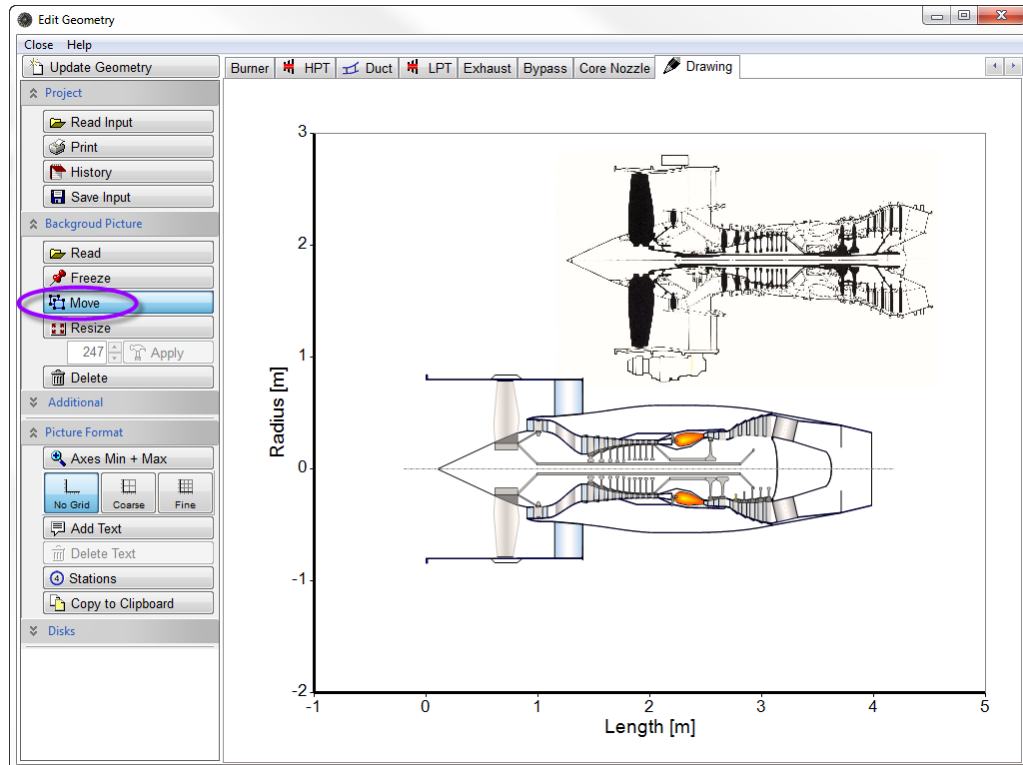 Edit Geometry
Close Help
Update Geometry
Burner HPT Duct LPT Exhaust Bypass Core Nozzle Drawing
Project
Read Input
Print
History
Save Input
Backgroud Picture
Read
Freeze
Move
Resize
247 Apply
Delete
Additional
Picture Format
Axes Min + Max
No Grid Coarse Fine
Add Text
Delete Text
4 Stations
Copy to Clipboard
Disks
3
2
1
0
-1
-2
Radius [m]
-1 0 1 2 3 4 5
Length [m]